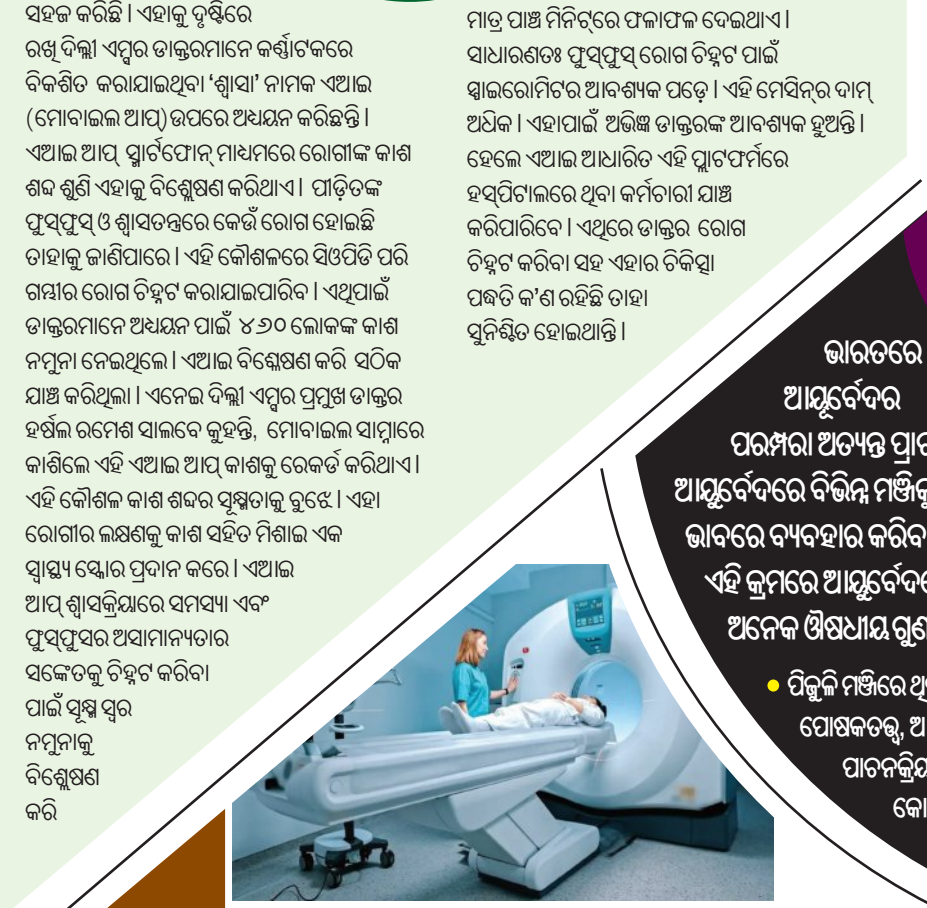 ସହଜ କରିଛି । ଏହାକୁ ଦୃଷ୍ଟିରେ
ରଖି ଦିଲ୍ଲୀ ଏମ୍ସର ଡାକ୍ତରମାନେ କର୍ଣ୍ଣାଟକରେ
ବିକଶିତ କରାଯାଇଥିବା ‘ଶ୍ୱାସା’ ନାମକ ଏଆଇ
(ମୋବାଇଲ ଆପ୍) ଉପରେ ଅଧ୍ୟୟନ କରିଛନ୍ତି ।
ଏଆଇ ଆପ୍ ସ୍ମାର୍ଟଫୋନ୍ ମାଧ୍ୟମରେ ରୋଗୀଙ୍କ କାଶ
ଶବ୍ଦ ଶୁଣି ଏହାକୁ ବିଶ୍ଳେଷଣ କରିଥାଏ । ପୀଡ଼ିତଙ୍କ
ଫୁସ୍‌ଫୁସ୍ ଓ ଶ୍ୱାସତନ୍ତ୍ରରେ କେଉଁ ରୋଗ ହୋଇଛି
ତାହାକୁ ଜାଣିପାରେ । ଏହି କୌଶଳରେ ସିଓପିଡି ପରି
ଗମ୍ଭୀର ରୋଗ ଚିହ୍ନଟ କରାଯାଇପାରିବ । ଏଥିପାଇଁ
ଡାକ୍ତରମାନେ ଅଧ୍ୟୟନ ପାଇଁ ୪୬୦ ଲୋକଙ୍କ କାଶ
ନମୁନା ନେଇଥିଲେ । ଏଆଇ ବିଶ୍ଳେଷଣ କରି ସଠିକ
ଯାଞ୍ଚ କରିଥିଲା । ଏନେଇ ଦିଲ୍ଲୀ ଏମ୍ସର ପ୍ରମୁଖ ଡାକ୍ତର
ହର୍ଷଲ ରମେଶ ସାଲବେ କୁହନ୍ତି, ମୋବାଇଲ ସାମ୍ନାରେ
କାଶିଲେ ଏହି ଏଆଇ ଆପ୍ କାଶକୁ ରେକର୍ଡ କରିଥାଏ ।
ଏହି କୌଶଳ କାଶ ଶବ୍ଦର ସୂକ୍ଷ୍ମତାକୁ ବୁଝେ । ଏହା
ରୋଗୀର ଲକ୍ଷଣକୁ କାଶ ସହିତ ମିଶାଇ ଏକ
ସ୍ୱାସ୍ଥ୍ୟ ସ୍କୋର ପ୍ରଦାନ କରେ । ଏଆଇ
ଆପ୍ ଶ୍ୱାସକ୍ରିୟାରେ ସମସ୍ୟା ଏବଂ
ଫୁସ୍‌ଫୁସର ଅସାମାନ୍ୟତାର
ସଙ୍କେତକୁ ଚିହ୍ନଟ କରିବା
ପାଇଁ ସୂକ୍ଷ୍ମ ସ୍ୱର
ନମୁନାକୁ
ବିଶ୍ଳେଷଣ
କରି
ମାତ୍ର ପାଞ୍ଚ ମିନିଟ୍‌ରେ ଫଳାଫଳ ଦେଇଥାଏ ।
ସାଧାରଣତଃ ଫୁସ୍‌ଫୁସ୍ ରୋଗ ଚିହ୍ନଟ ପାଇଁ
ସ୍ପାଇରୋମିଟର ଆବଶ୍ୟକ ପଡ଼େ । ଏହି ମେସିନ୍‌ର ଦାମ୍
ଅଧିକ । ଏହାପାଇଁ ଅଭିଜ୍ଞ ଡାକ୍ତରଙ୍କ ଆବଶ୍ୟକ ହୁଅନ୍ତି ।
ହେଲେ ଏଆଇ ଆଧାରିତ ଏହି ପ୍ଲାଟଫର୍ମରେ
ହସ୍‌ପିଟାଲରେ ଥିବା କର୍ମଚାରୀ ଯାଞ୍ଚ
କରିପାରିବେ । ଏଥିରେ ଡାକ୍ତର ରୋଗ
ଚିହ୍ନଟ କରିବା ସହ ଏହାର ଚିକିତ୍ସା
ପଦ୍ଧତି କ’ଣ ରହିଛି ତାହା
ସୁନିଶ୍ଚିତ ହୋଇଥାନ୍ତି ।
ଭାରତରେ
ଆୟୁର୍ବେଦର
ପରମ୍ପରା ଅତ୍ୟନ୍ତ
ଆୟୁର୍ବେଦରେ ବିଭିନ୍ନ
ଭାବରେ ବ୍ୟବହାର
ଏହି କ୍ରମରେ
ଅନେକ ଔଷଧୀୟ
• ପିଜୁଳି ମଞ୍ଜିରେ
ପୋଷକତତ୍ତ୍ୱ,